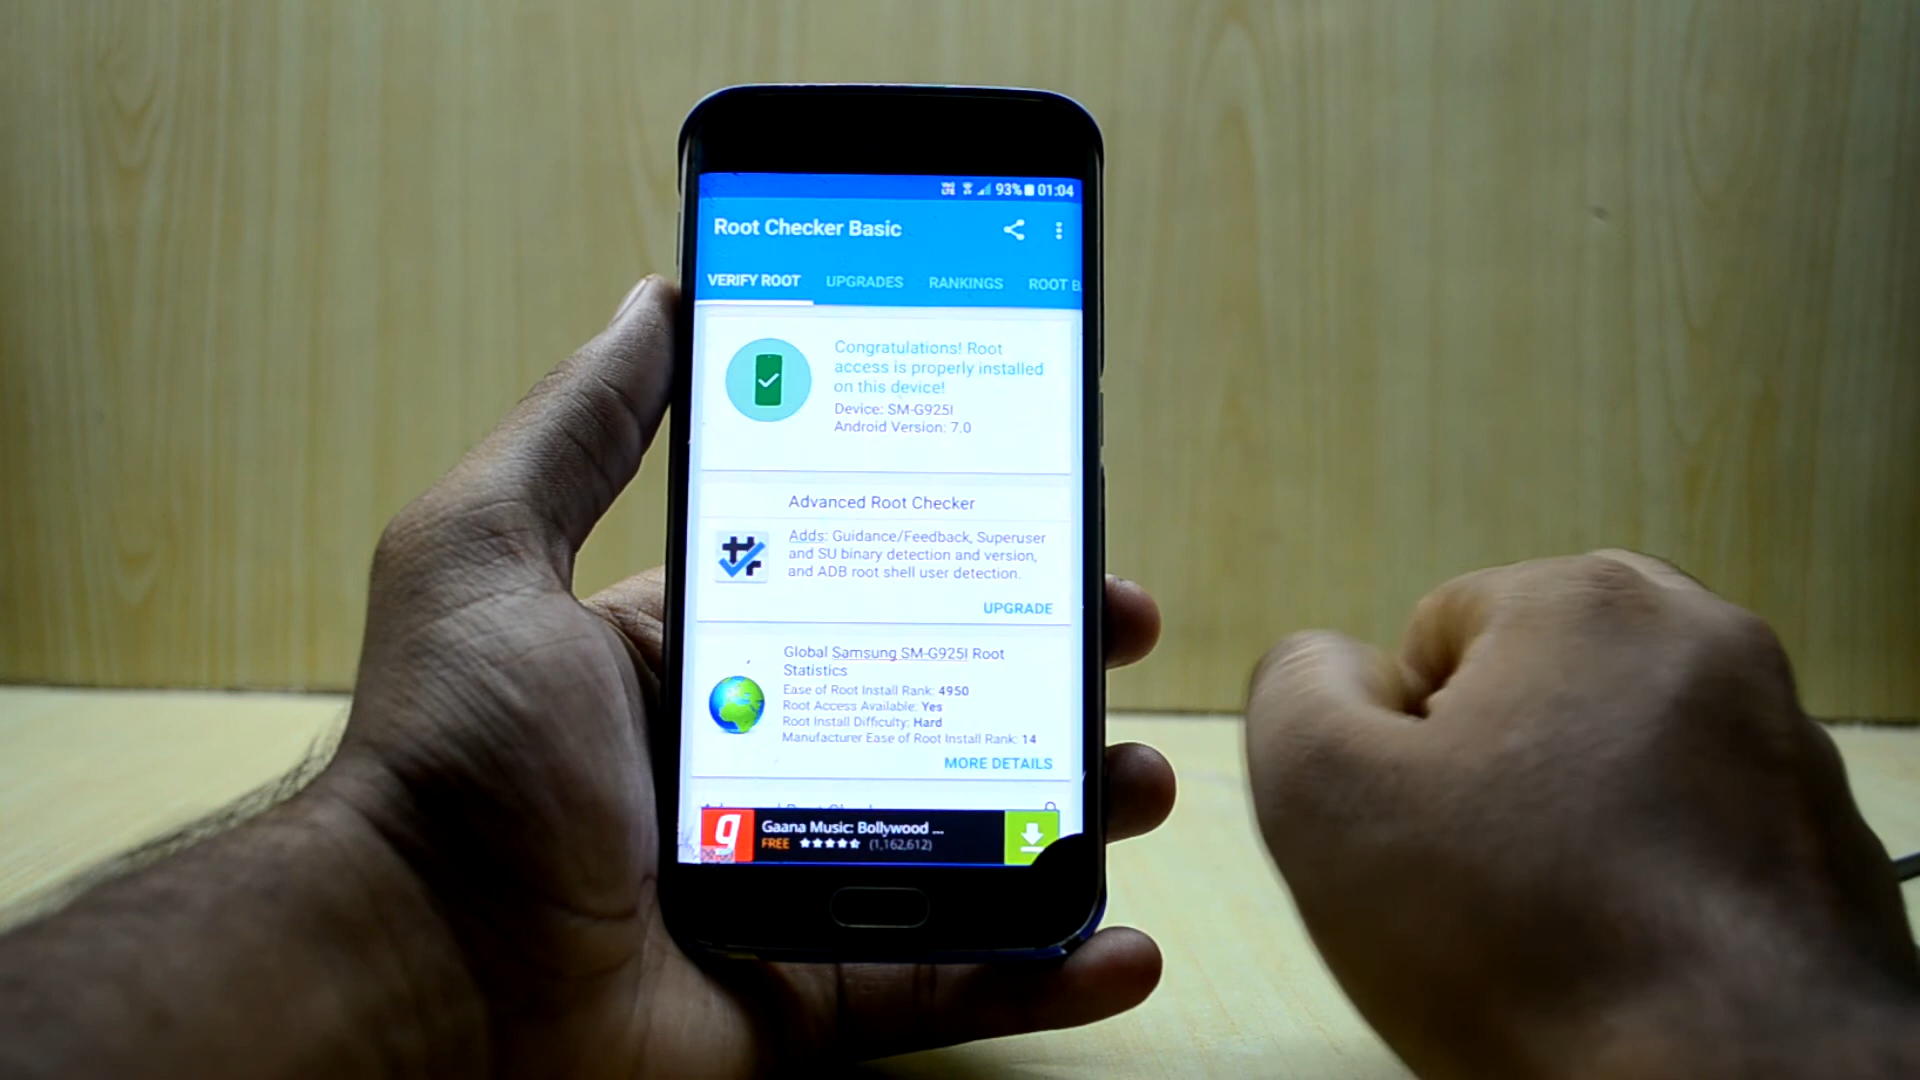 93% 01:04
Root Checker Basic
VERIFY ROOT UPGRADES RANKINGS ROOT B
Congratulations! Root
access is properly installed
on this device!
Device: SM-G925I
Android Version: 7.0
Advanced Root Checker
Adds: Guidance/Feedback, Superuser
and SU binary detection and version,
and ADB root shell user detection.
UPGRADE
Global Samsung SM-G925I Root
Statistics
Ease of Root Install Rank: 4950
Root Access Available: Yes
Root Install Difficulty: Hard
Manufacturer Ease of Root Install Rank: 14
MORE DETAILS
g
Gaana Music: Bollywood ...
FREE (1,162,612)